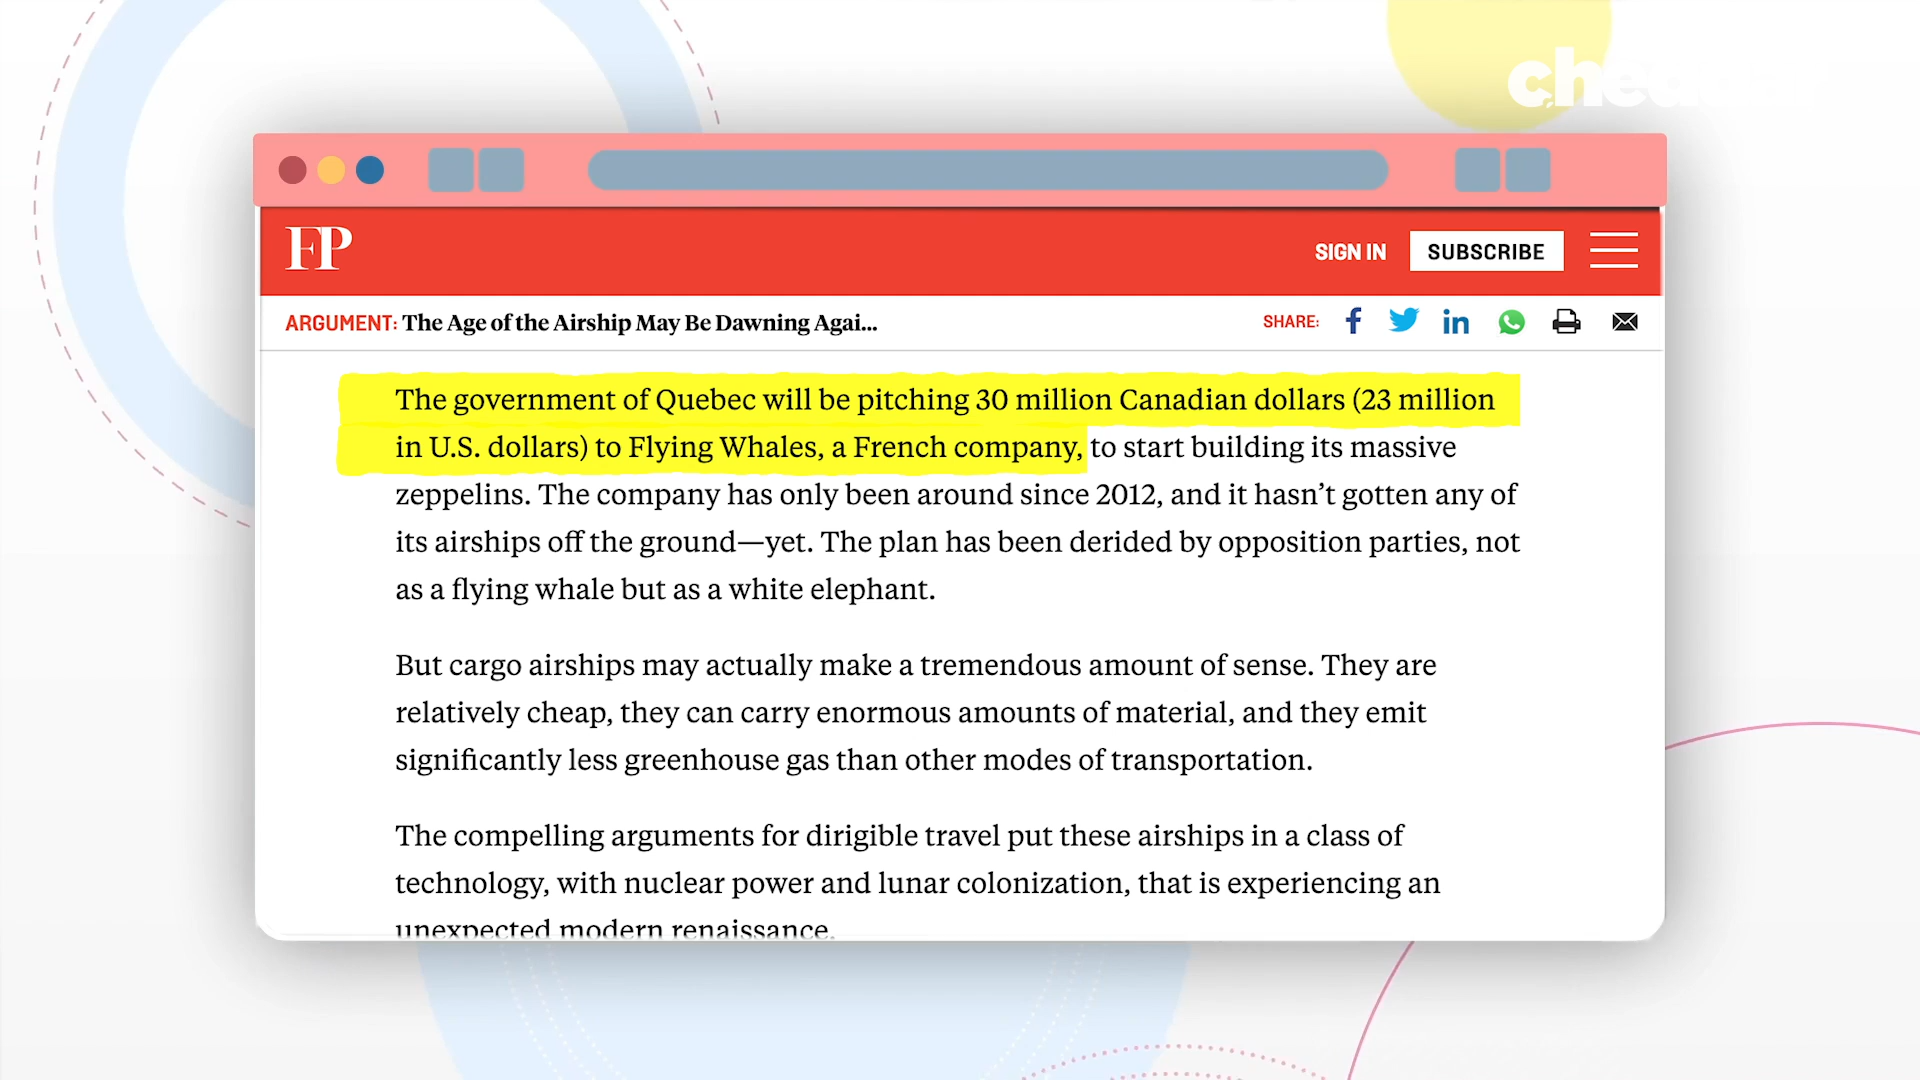 FP
SIGN IN
SUBSCRIBE
ARGUMENT: The Age of the Airship May Be Dawning Agai...
SHARE:
The government of Quebec will be pitching 30 million Canadian dollars (23 million
in U.S. dollars) to Flying Whales, a French company, to start building its massive
zeppelins. The company has only been around since 2012, and it hasn’t gotten any of
its airships off the ground—yet. The plan has been derided by opposition parties, not
as a flying whale but as a white elephant.
But cargo airships may actually make a tremendous amount of sense. They are
relatively cheap, they can carry enormous amounts of material, and they emit
significantly less greenhouse gas than other modes of transportation.
The compelling arguments for dirigible travel put these airships in a class of
technology, with nuclear power and lunar colonization, that is experiencing an
unexpected modern renaissance.